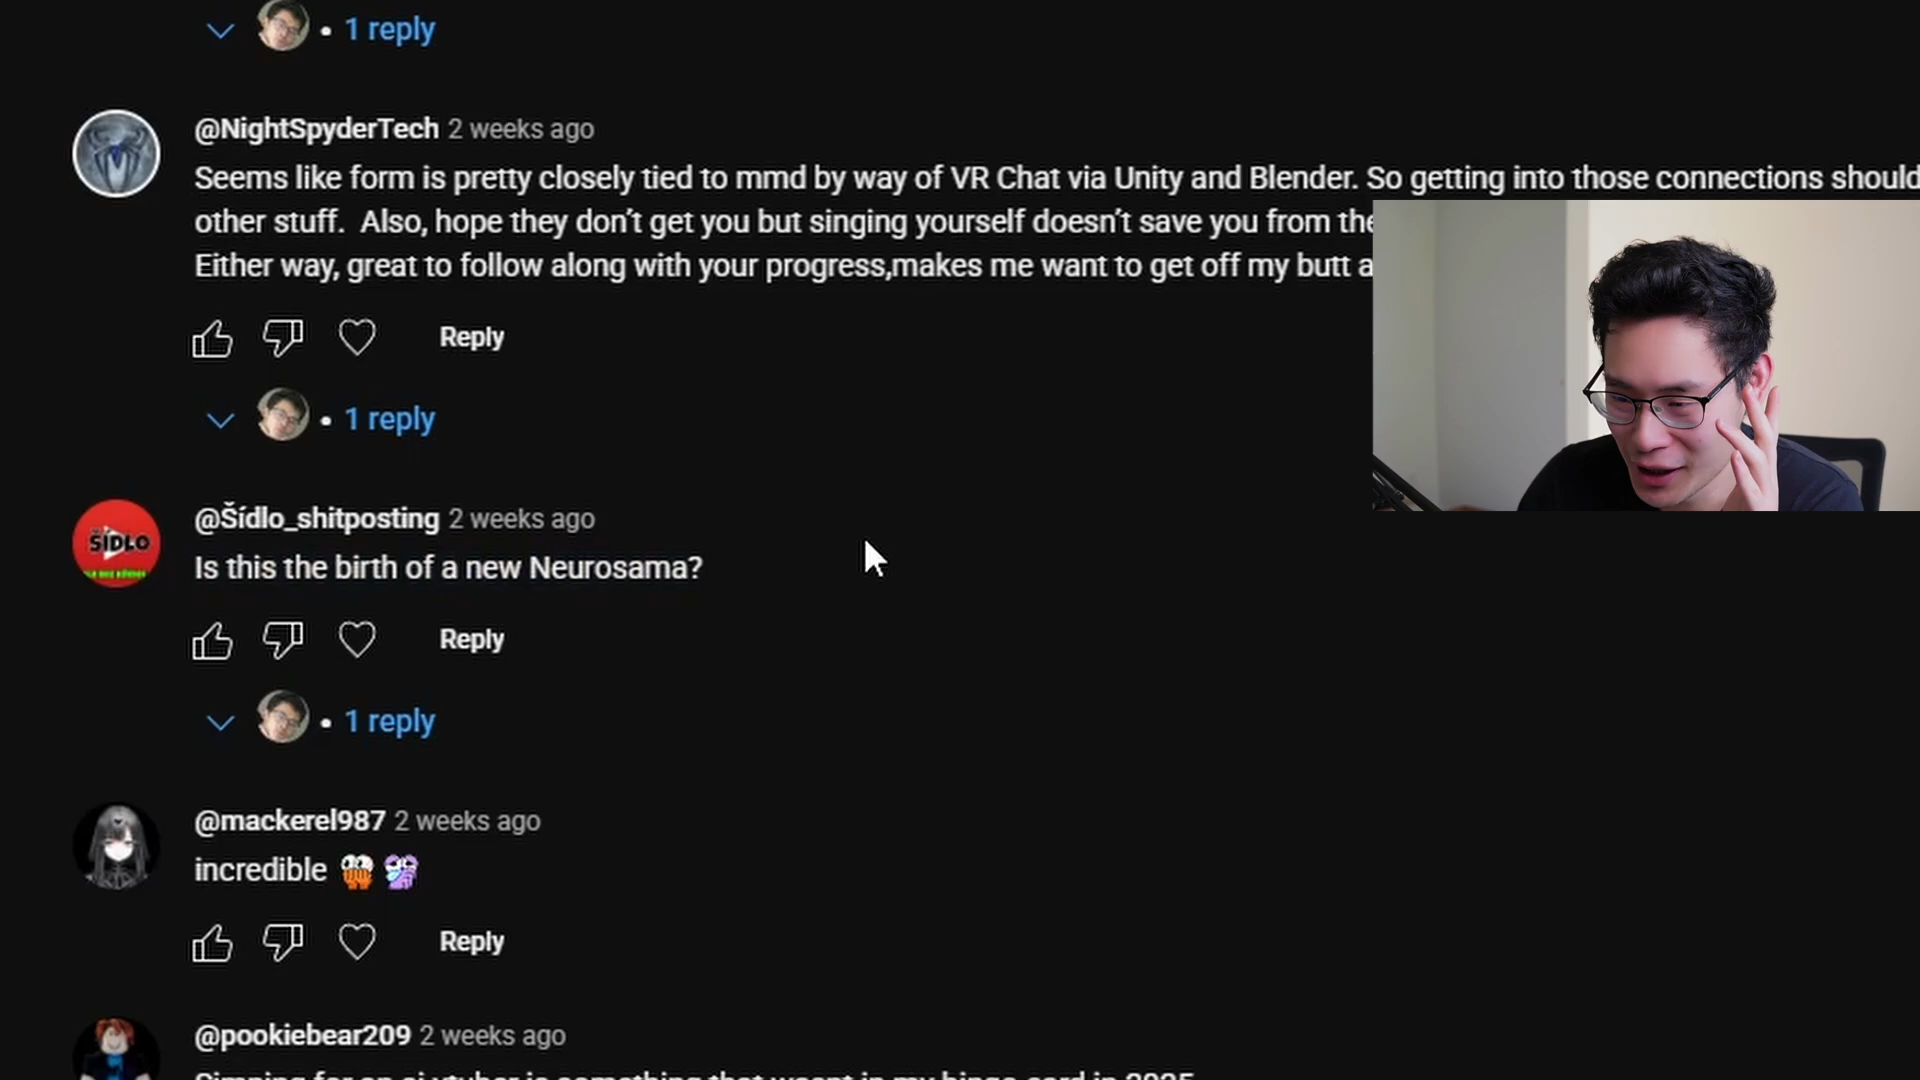 1 reply
@NightSpyderTech 2 weeks ago
Seems like form is pretty closely tied to mmd by way of VR Chat via Unity and Blender. So getting into those connections should
other stuff.  Also, hope they don’t get you but singing yourself doesn’t save you from the
Either way, great to follow along with your progress,makes me want to get off my butt a
Reply
1 reply
@Šídlo_shitposting 2 weeks ago
ŠÍDLO
Is this the birth of a new Neurosama?
Reply
1 reply
@mackerel987 2 weeks ago
incredible
Reply
@pookiebear209 2 weeks ago